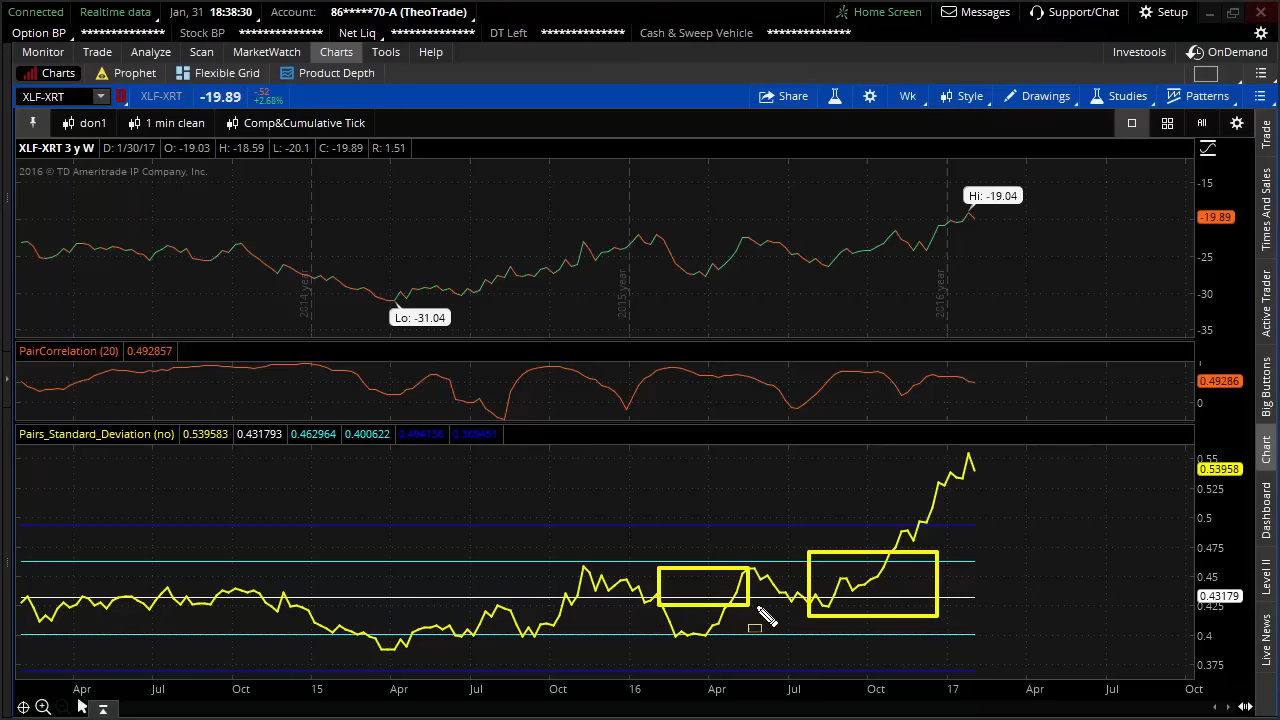 Connected Realtime data Jan, 31 18:38:30 Account: 86*****70-A (TheoTrade) Home Screen Messages Support/Chat Setup
Option BP ************** Stock BP ************** Net Liq ************** DT Left ************** Cash & Sweep Vehicle **************
Monitor Trade Analyze Scan MarketWatch Charts Tools Help Investools OnDemand
Charts Prophet Flexible Grid Product Depth
XLF-XRT XLF-XRT -19.89 -.52 +2.68% Share Wk Style Drawings Studies Patterns
don1 1 min clean Comp&Cumulative Tick All
XLF-XRT 3 y W D: 1/30/17 O: -19.03 H: -18.59 L: -20.1 C: -19.89 R: 1.51
2016 © TD Ameritrade IP Company, Inc.
-15
Hi: -19.04
-19.89
-25
2014 year 2015 year 2016 year
-30
Lo: -31.04
-35
PairCorrelation (20) 0.492857
1
0.49286
0
Pairs_Standard_Deviation (no) 0.539583 0.431793 0.462964 0.400622
0.55
0.53958
0.525
0.5
0.475
0.45
0.43179
0.425
0.4
0.375
Apr Jul Oct 15 Apr Jul Oct 16 Apr Jul Oct 17 Apr Jul Oct
Trade
Times And Sales
Active Trader
Big Buttons
Chart
Dashboard
Level II
Live News